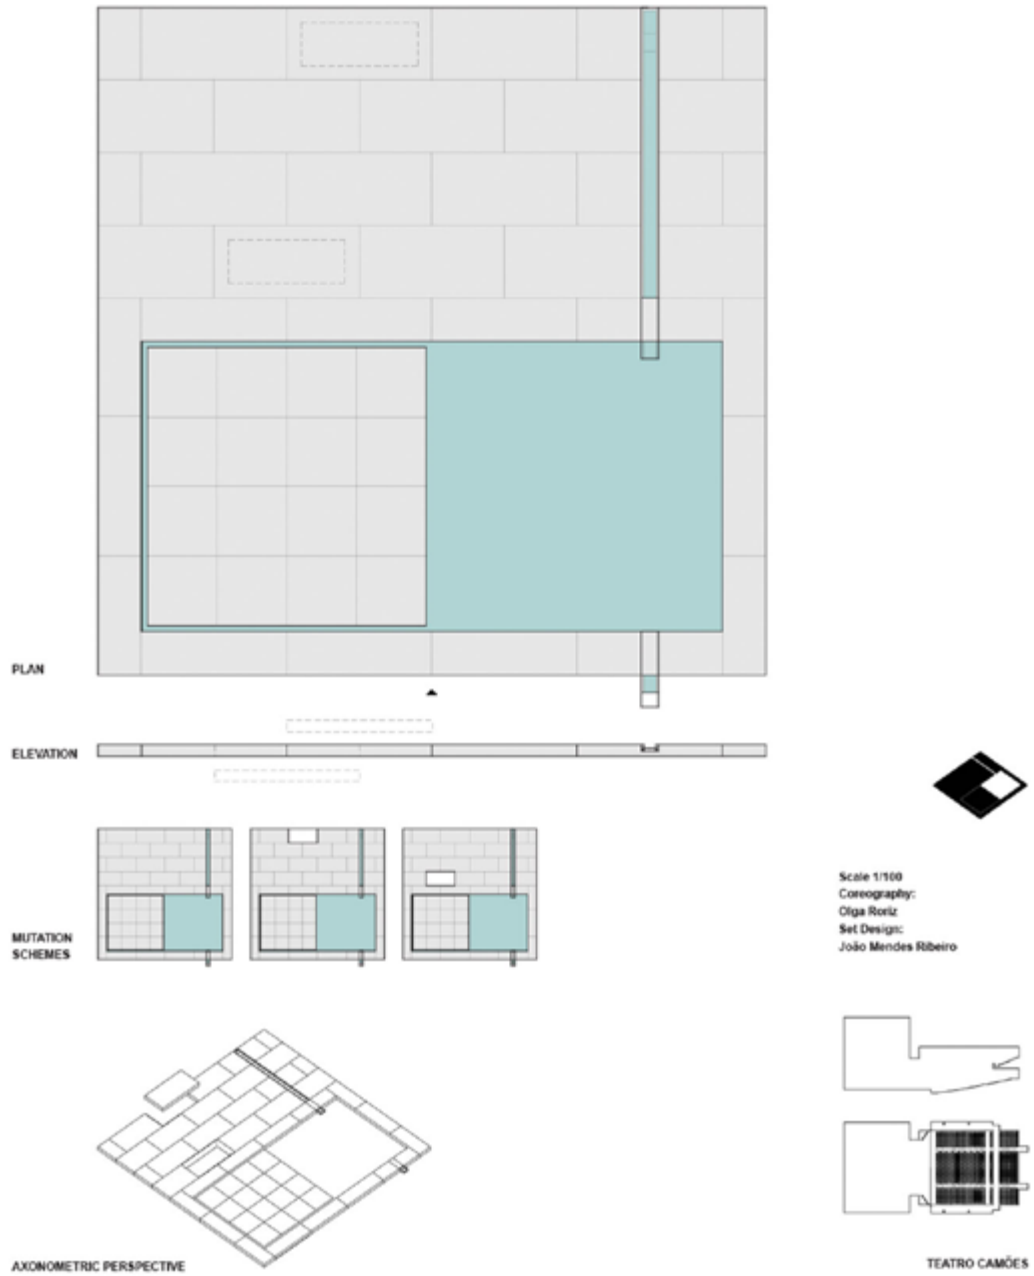 PLAN
ELEVATION
MUTATION
SCHEMES
Scale 1/100
Coreography:
Olga Roriz
Set Design:
João Mendes Ribeiro
AXONOMETRIC PERSPECTIVE
TEATRO CAMÕES